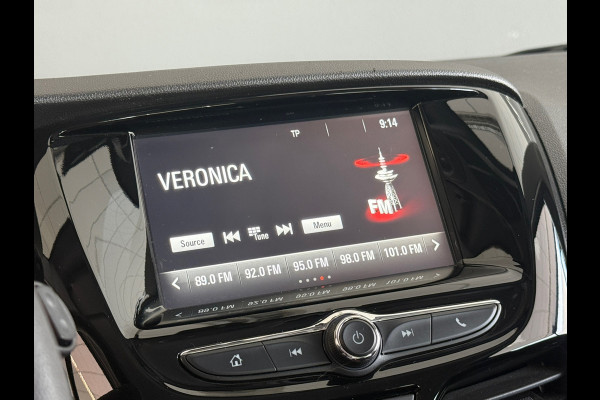 TP 9:14
VERONICA
FM
Source Tune Menu
89.0 FM 92.0 FM 95.0 FM 98.0 FM 101.0 FM